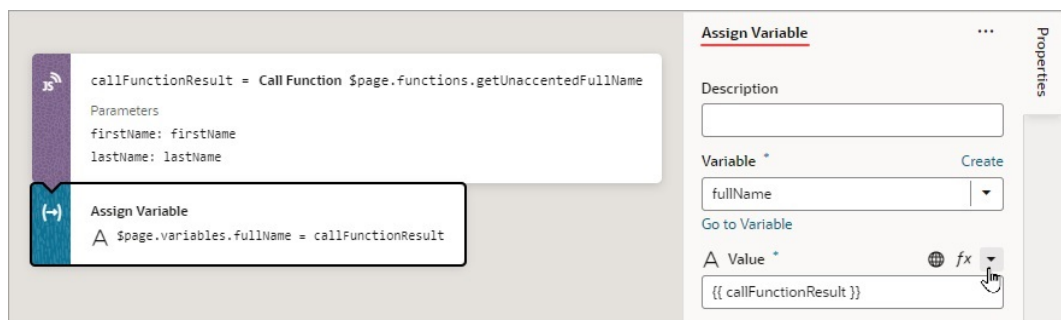 JS
callFunctionResult = Call Function $page.functions.getUnaccentedFullName
Parameters
firstName: firstName
lastName: lastName
(→)
Assign Variable
A $page.variables.fullName = callFunctionResult
Assign Variable
...
Description
Variable *
Create
fullName
Go to Variable
A Value *
fx
{{ callFunctionResult }}
Properties